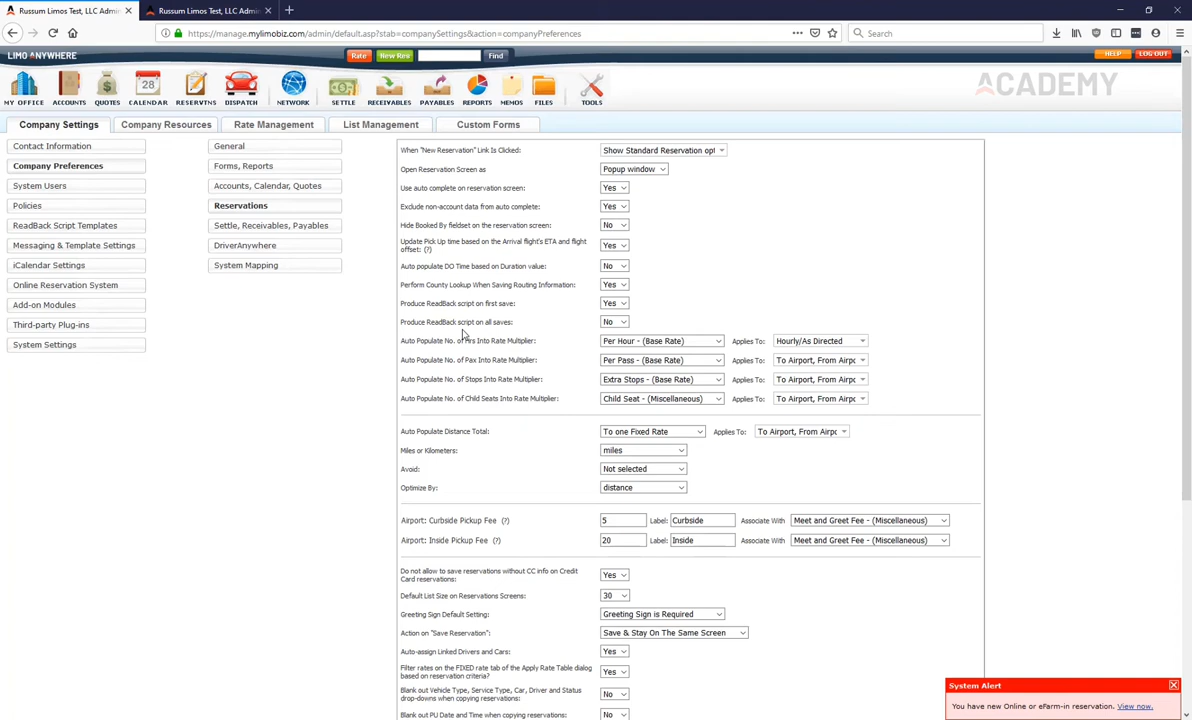 Russum Limos Test, LLC Admin
Russum Limos Test, LLC Admin
https://manage.mylimobiz.com/admin/default.asp?stab=companySettings&action=companyPreferences
Search
LIMO ANYWHERE
Rate
New Res
Find
HELP
LOG OUT
28
MY OFFICE
ACCOUNTS
QUOTES
CALENDAR
RESERVTNS
DISPATCH
NETWORK
SETTLE
RECEIVABLES
PAYABLES
REPORTS
MEMOS
FILES
TOOLS
ACADEMY
Company Settings
Company Resources
Rate Management
List Management
Custom Forms
Contact Information
Company Preferences
System Users
Policies
ReadBack Script Templates
Messaging & Template Settings
iCalendar Settings
Online Reservation System
Add-on Modules
Third-party Plug-ins
System Settings
General
Forms, Reports
Accounts, Calendar, Quotes
Reservations
Settle, Receivables, Payables
DriverAnywhere
System Mapping
When "New Reservation" Link Is Clicked: Show Standard Reservation opt
Open Reservation Screen as Popup window
Use auto complete on reservation screen: Yes
Exclude non-account data from auto complete: Yes
Hide Booked By fieldset on the reservation screen: No
Update Pick Up time based on the Arrival flight's ETA and flight
offset: (?) Yes
Auto populate DO Time based on Duration value: No
Perform County Lookup When Saving Routing Information: Yes
Produce ReadBack script on first save: Yes
Produce ReadBack script on all saves: No
Auto Populate No. of Hrs Into Rate Multiplier: Per Hour - (Base Rate) Applies To: Hourly/As Directed
Auto Populate No. of Pax Into Rate Multiplier: Per Pass - (Base Rate) Applies To: To Airport, From Airpo
Auto Populate No. of Stops Into Rate Multiplier: Extra Stops - (Base Rate) Applies To: To Airport, From Airpo
Auto Populate No. of Child Seats Into Rate Multiplier: Child Seat - (Miscellaneous) Applies To: To Airport, From Airpo
Auto Populate Distance Total: To one Fixed Rate Applies To: To Airport, From Airpo
Miles or Kilometers: miles
Avoid: Not selected
Optimize By: distance
Airport: Curbside Pickup Fee (?) 5 Label: Curbside Associate With Meet and Greet Fee - (Miscellaneous)
Airport: Inside Pickup Fee (?) 20 Label: Inside Associate With Meet and Greet Fee - (Miscellaneous)
Do not allow to save reservations without CC info on Credit
Card reservations: Yes
Default List Size on Reservations Screens: 30
Greeting Sign Default Setting: Greeting Sign is Required
Action on "Save Reservation": Save & Stay On The Same Screen
Auto-assign Linked Drivers and Cars: Yes
Filter rates on the FIXED rate tab of the Apply Rate Table dialog
based on reservation criteria?: Yes
Blank out Vehicle Type, Service Type, Car, Driver and Status
drop-downs when copying reservations: No
Blank out PU Date and Time when copying reservations: No
System Alert
You have new Online or eFarm-in reservation. View now.